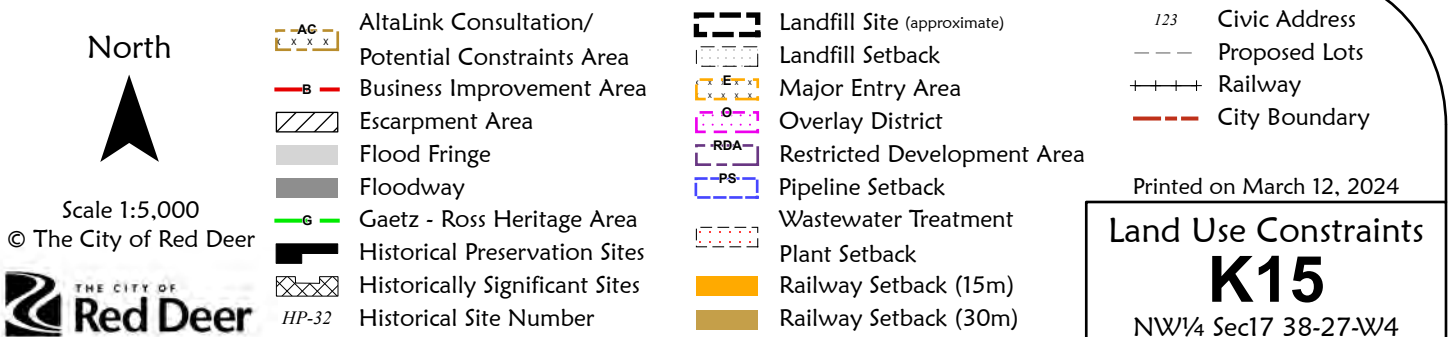 North
Scale 1:5,000
© The City of Red Deer
THE CITY OF
Red Deer
AC
AltaLink Consultation/
Potential Constraints Area
B
Business Improvement Area
Escarpment Area
Flood Fringe
Floodway
G
Gaetz - Ross Heritage Area
Historical Preservation Sites
Historically Significant Sites
HP-32
Historical Site Number
Landfill Site (approximate)
Landfill Setback
E
Major Entry Area
O
Overlay District
RDA
Restricted Development Area
PS
Pipeline Setback
Wastewater Treatment
Plant Setback
Railway Setback (15m)
Railway Setback (30m)
123
Civic Address
Proposed Lots
Railway
City Boundary
Printed on March 12, 2024
Land Use Constraints
K15
NW¼ Sec17 38-27-W4